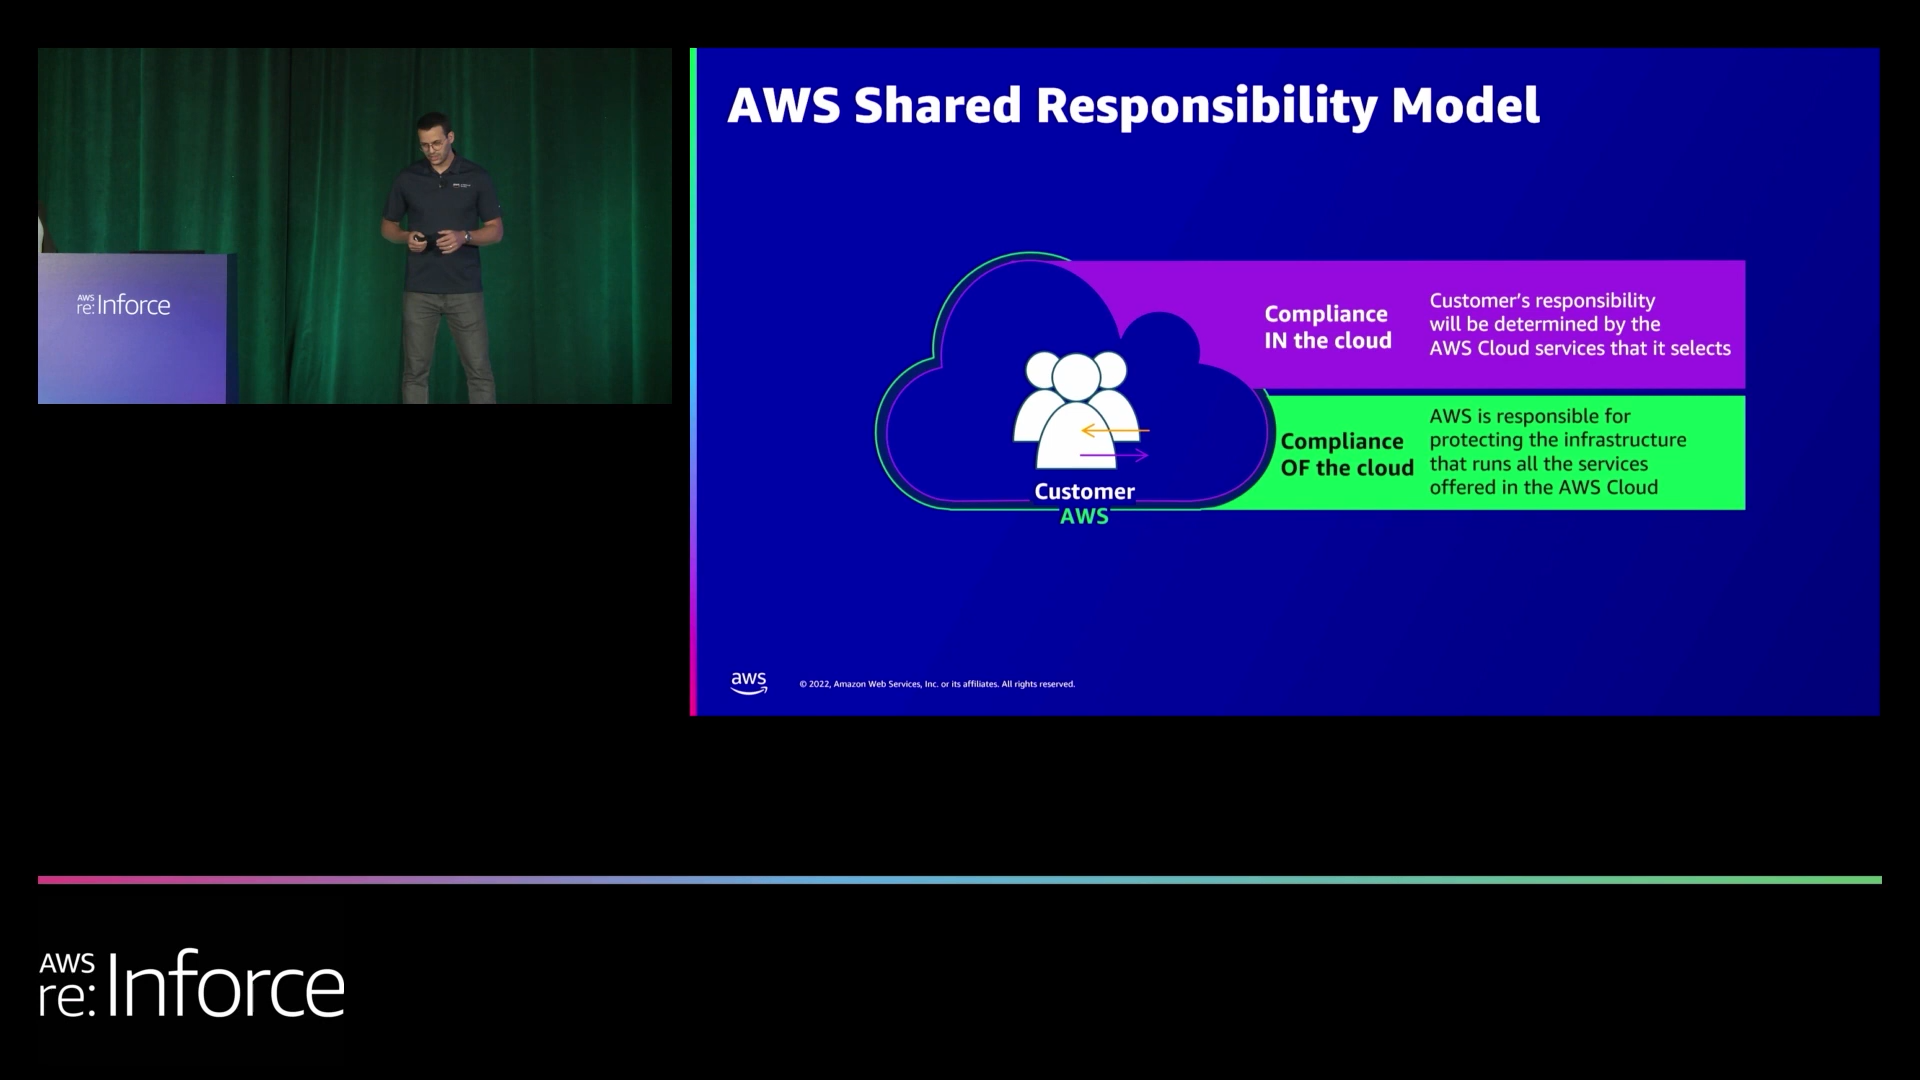 AWS
re:Inforce
AWS Shared Responsibility Model
Compliance
IN the cloud
Customer's responsibility
will be determined by the
AWS Cloud services that it selects
Compliance
OF the cloud
AWS is responsible for
protecting the infrastructure
that runs all the services
offered in the AWS Cloud
Customer
AWS
aws
© 2022, Amazon Web Services, Inc. or its affiliates. All rights reserved.
AWS
re:Inforce